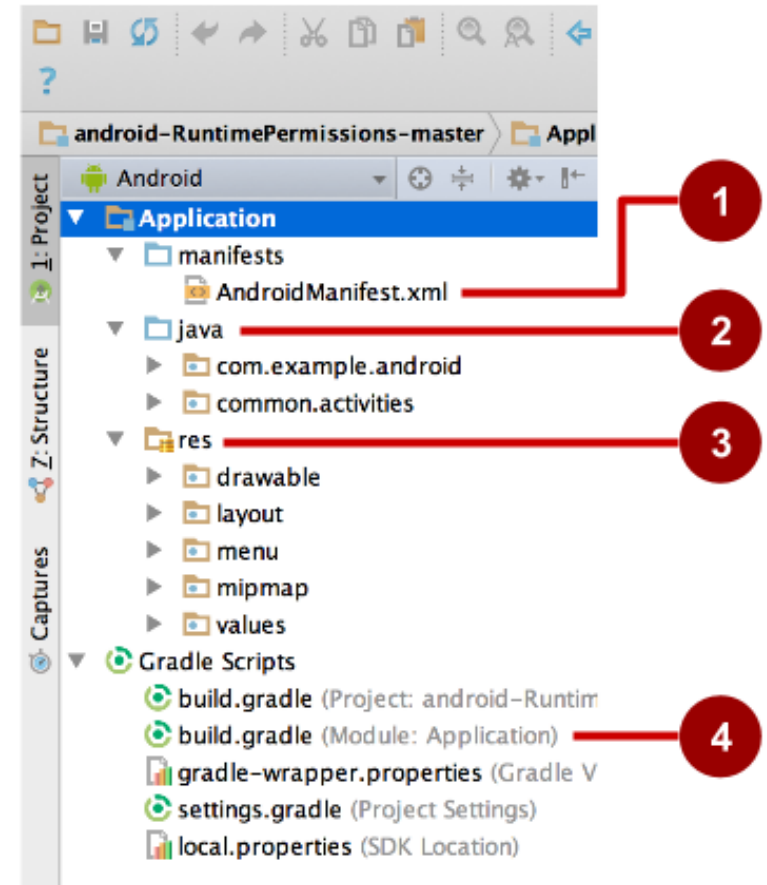 ?
android-RuntimePermissions-master Appl
1: Project
Android
Application
1
manifests
AndroidManifest.xml
java
2
com.example.android
7: Structure
common.activities
res
3
drawable
layout
menu
Captures
mipmap
values
Gradle Scripts
build.gradle (Project: android-Runtim
build.gradle (Module: Application)
4
gradle-wrapper.properties (Gradle V
settings.gradle (Project Settings)
local.properties (SDK Location)